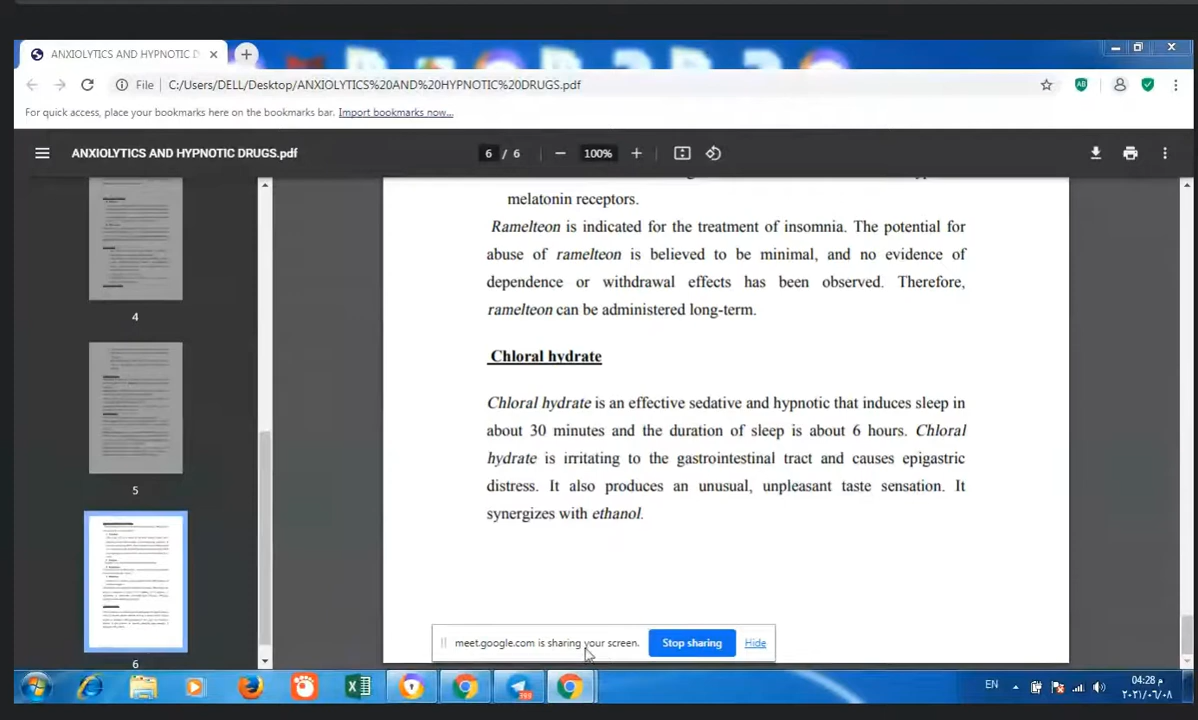 ANXIOLYTICS AND HYPNOTIC D
File C:/Users/DELL/Desktop/ANXIOLYTICS%20AND%20HYPNOTIC%20DRUGS.pdf
For quick access, place your bookmarks here on the bookmarks bar. Import bookmarks now...
ANXIOLYTICS AND HYPNOTIC DRUGS.pdf
6 / 6
100%
melatonin receptors.
Ramelteon is indicated for the treatment of insomnia. The potential for
abuse of ramelteon is believed to be minimal, and no evidence of
dependence or withdrawal effects has been observed. Therefore,
ramelteon can be administered long-term.
4
Chloral hydrate
Chloral hydrate is an effective sedative and hypnotic that induces sleep in
about 30 minutes and the duration of sleep is about 6 hours. Chloral
hydrate is irritating to the gastrointestinal tract and causes epigastric
distress. It also produces an unusual, unpleasant taste sensation. It
synergizes with ethanol.
5
meet.google.com is sharing your screen. Stop sharing Hide
6
EN
04:28 م
٢٠٢١/٠٦/٠٨